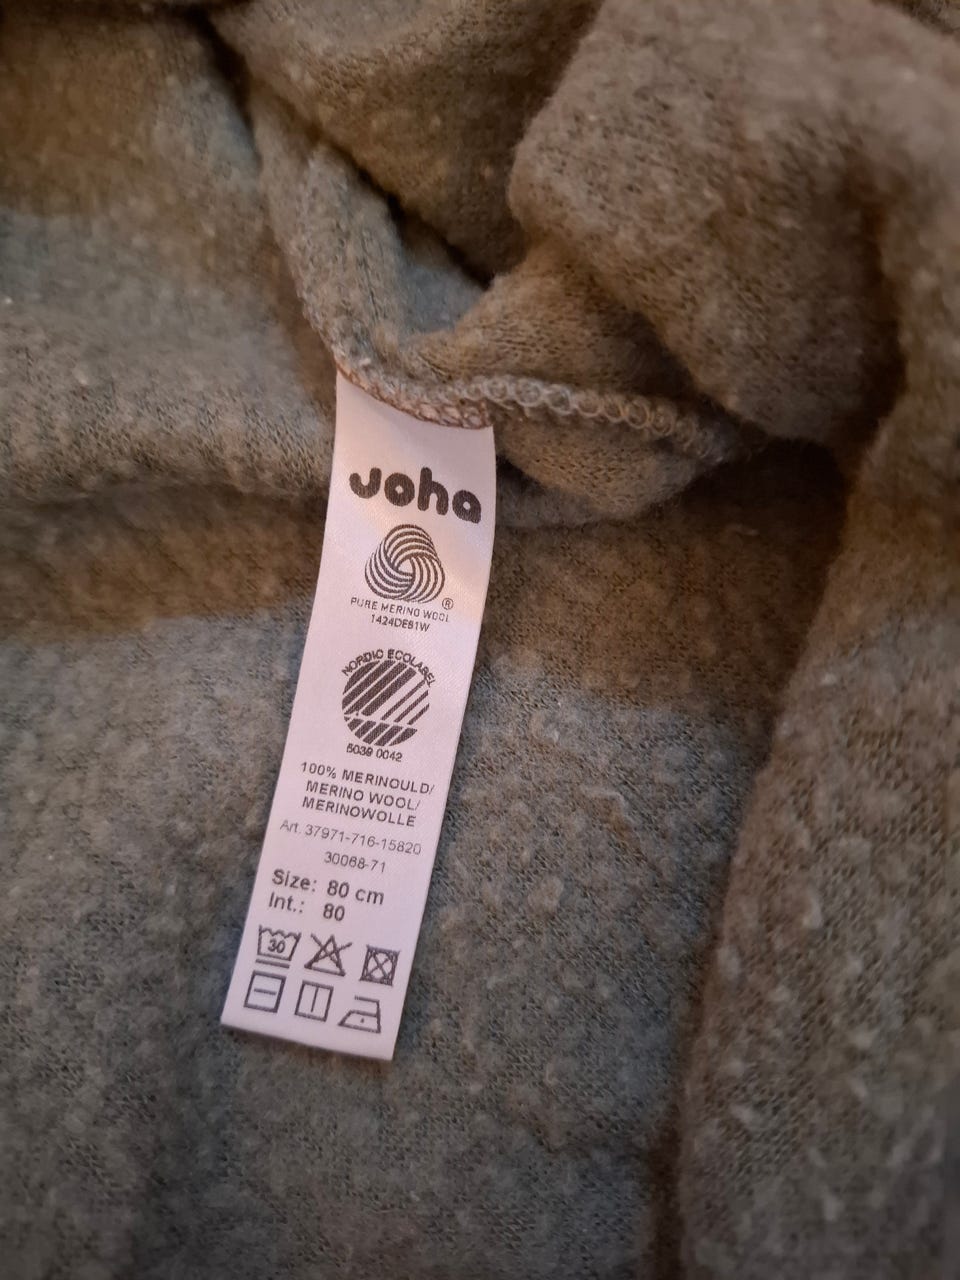 Joha
®
PURE MERINO WOOL
1424DE81W
NORDIC ECOLABEL
5039 0042
100% MERINOULD/
MERINO WOOL/
MERINOWOLLE
Art. 37971-716-15820
30068-71
Size: 80 cm
Int.: 80
30